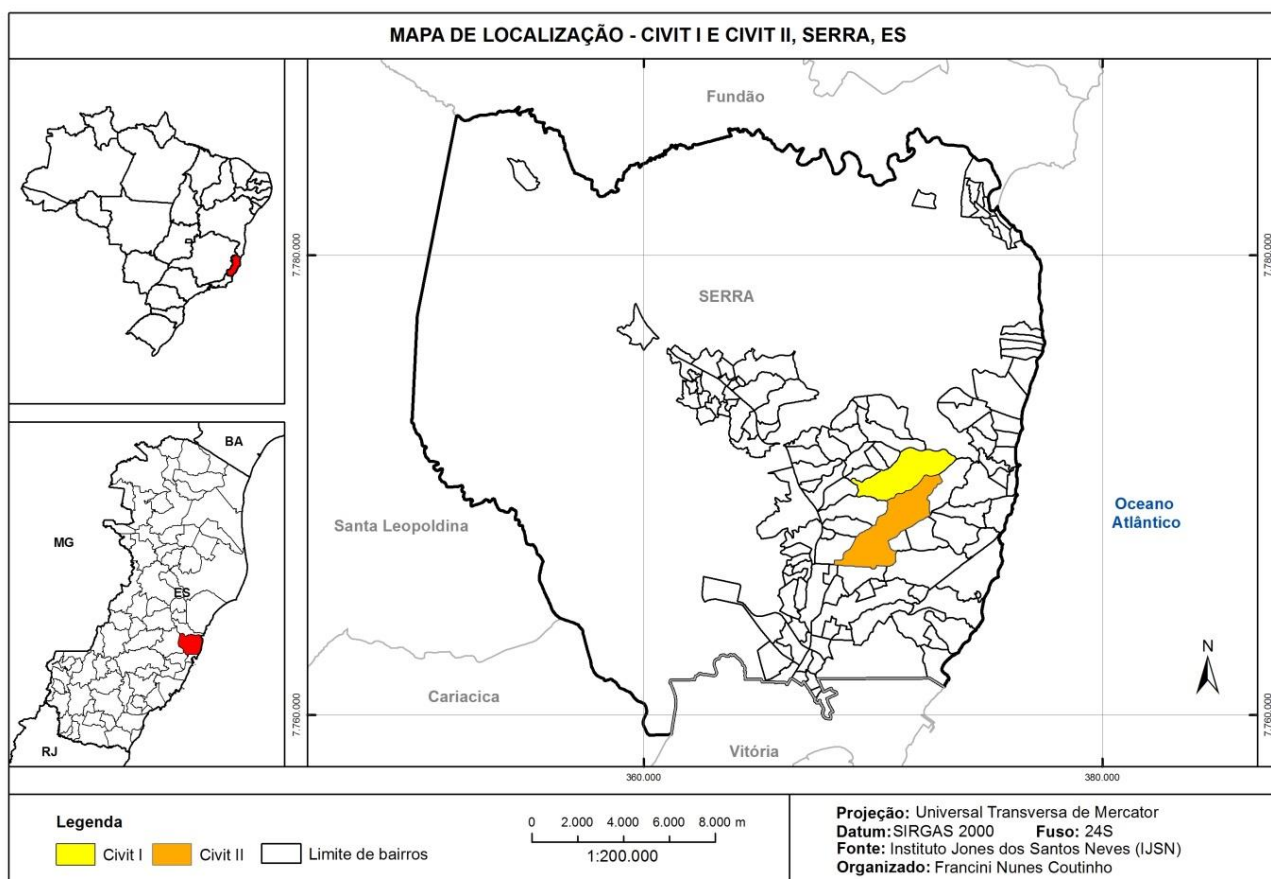 MAPA DE LOCALIZAÇÃO - CIVIT I E CIVIT II, SERRA, ES
Fundão
7.780.000
7.780.000
SERRA
BA
MG
ES
RJ
Santa Leopoldina
Oceano
Atlântico
N
Cariacica
Vitória
7.760.000
7.760.000
360.000
380.000
Legenda
Civit I
Civit II
Limite de bairros
0 2.000 4.000 6.000 8.000 m
1:200.000
Projeção: Universal Transversa de Mercator
Datum:SIRGAS 2000 Fuso: 24S
Fonte: Instituto Jones dos Santos Neves (IJSN)
Organizado: Francini Nunes Coutinho